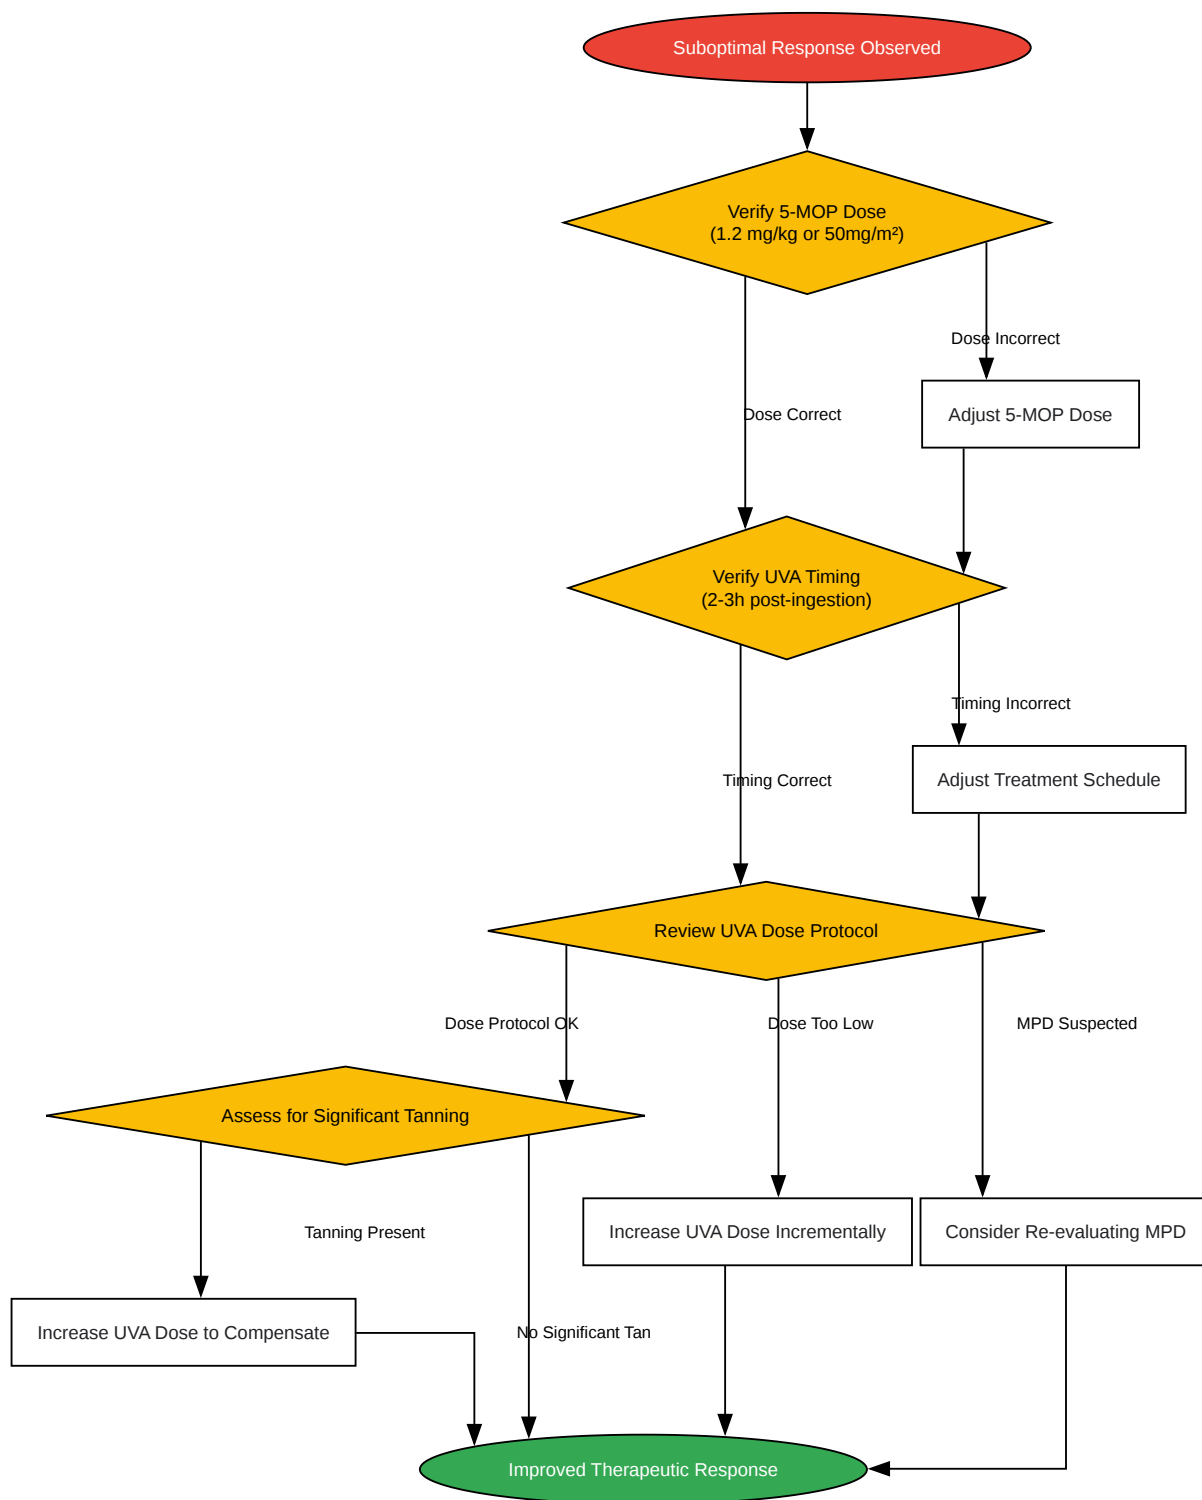 Suboptimal Response Observed
Verify 5-MOP Dose
(1.2 mg/kg or 50mg/m²)
Dose Incorrect
Dose Correct
Adjust 5-MOP Dose
Verify UVA Timing
(2-3h post-ingestion)
Timing Incorrect
Timing Correct
Adjust Treatment Schedule
Review UVA Dose Protocol
Dose Protocol OK
Dose Too Low
MPD Suspected
Assess for Significant Tanning
Tanning Present
Increase UVA Dose Incrementally
Consider Re-evaluating MPD
Increase UVA Dose to Compensate
No Significant Tan
Improved Therapeutic Response